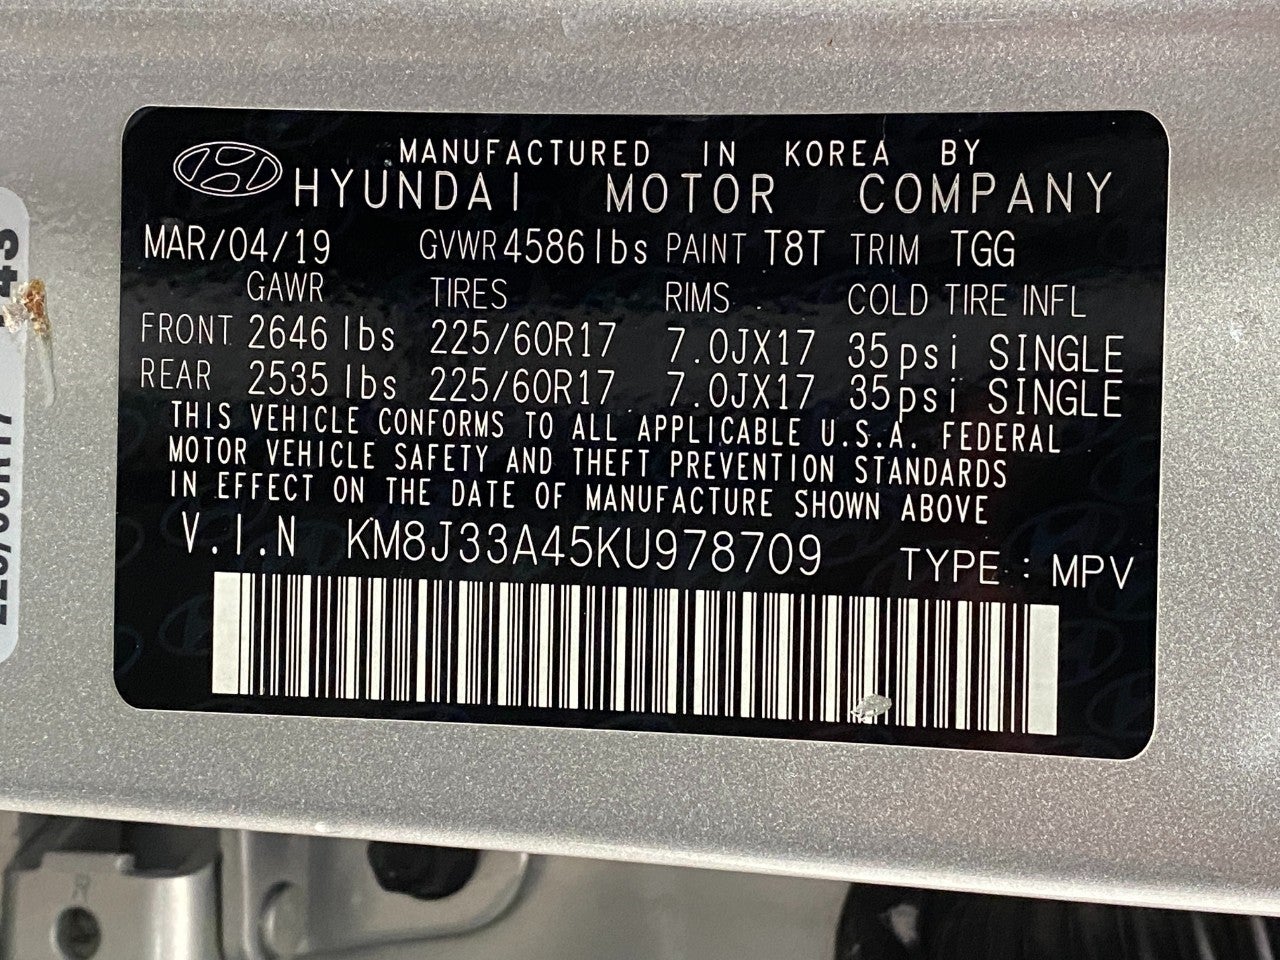 MANUFACTURED IN KOREA BY
HYUNDAI MOTOR COMPANY
MAR/04/19 GVWR 4586lbs PAINT T8T TRIM TGG
GAWR TIRES RIMS COLD TIRE INFL
FRONT 2646 lbs 225/60R17 7.0JX17 35psi SINGLE
REAR 2535 lbs 225/60R17 7.0JX17 35psi SINGLE
THIS VEHICLE CONFORMS TO ALL APPLICABLE U.S.A. FEDERAL
MOTOR VEHICLE SAFETY AND THEFT PREVENTION STANDARDS
IN EFFECT ON THE DATE OF MANUFACTURE SHOWN ABOVE
V.I.N KM8J33A45KU978709 TYPE : MPV
R